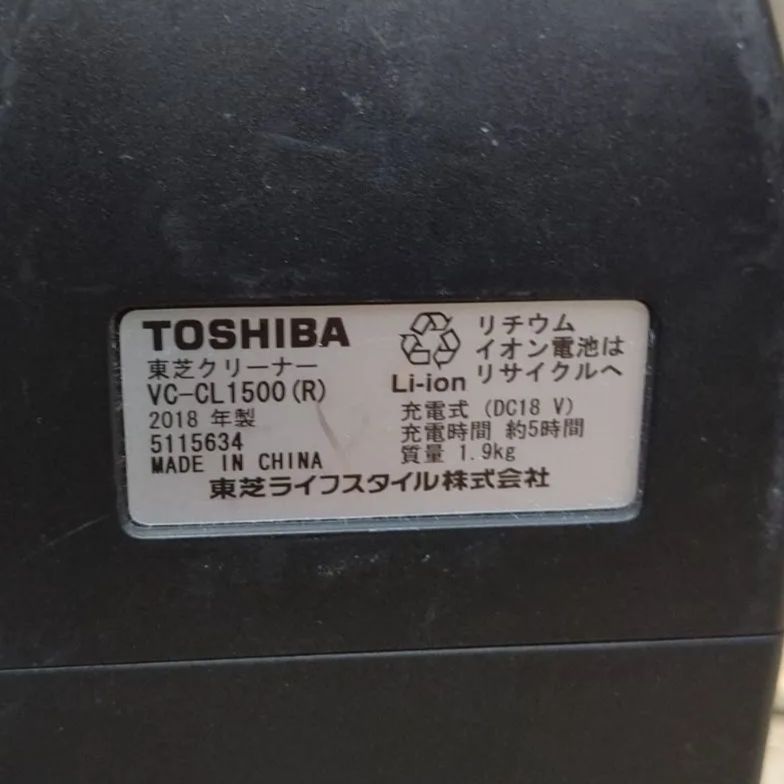 TOSHIBA
東芝クリーナー
VC-CL1500(R)
2018 年製
5115634
MADE IN CHINA
Li-ion
リチウム
イオン電池は
リサイクルへ
充電式 (DC18 V)
充電時間 約5時間
質量 1.9kg
東芝ライフスタイル株式会社